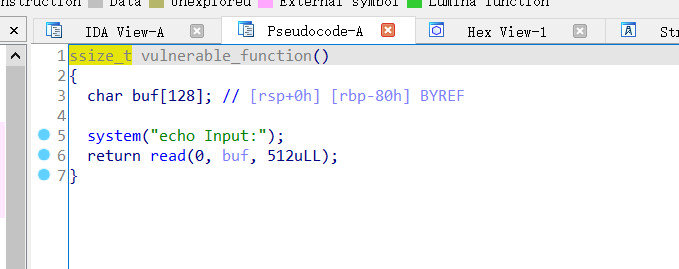 nstruction Data Unexplored External symbol Lumina function
IDA View-A Pseudocode-A Hex View-1
1 ssize_t vulnerable_function()
2 {
3 char buf[128]; // [rsp+0h] [rbp-80h] BYREF
4
5 system("echo Input:");
6 return read(0, buf, 512uLL);
7 }